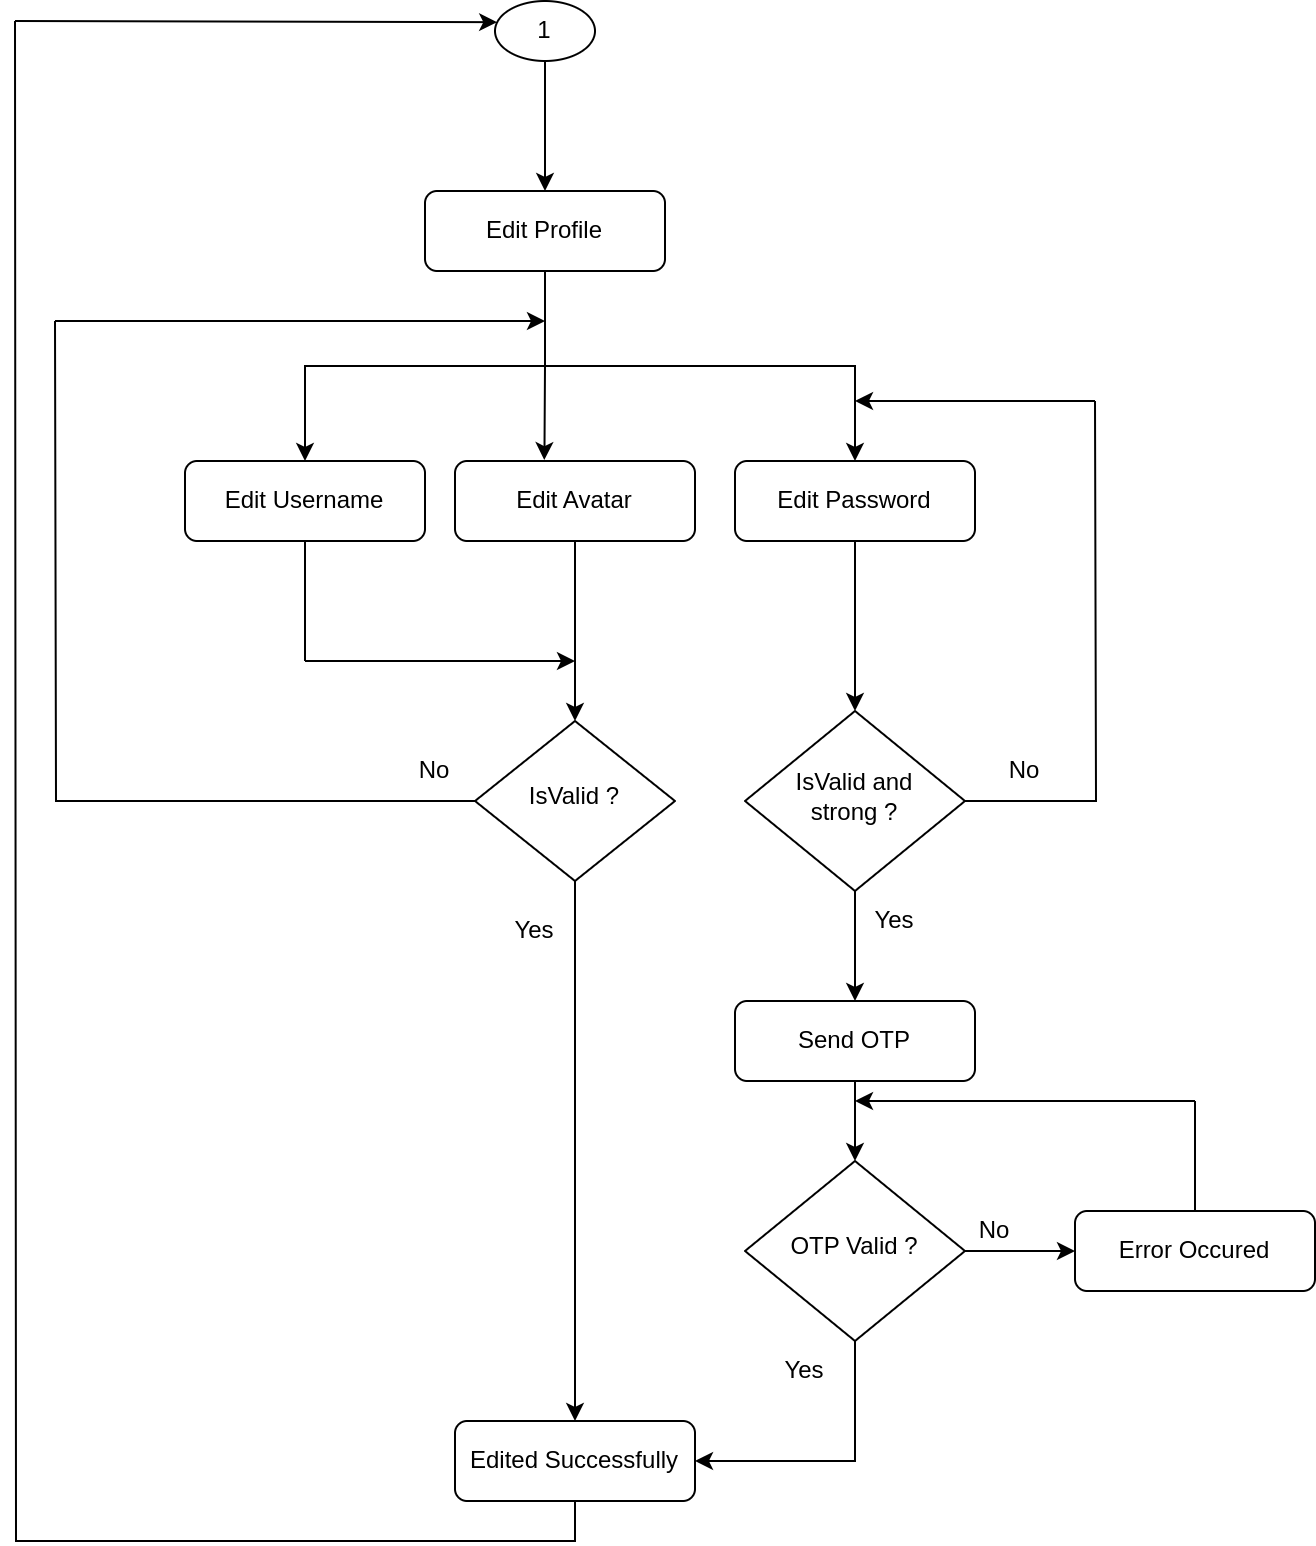 1
Edit Profile
Edit Username
Edit Avatar
Edit Password
No
IsValid ?
IsValid and
strong ?
No
Yes
Yes
Send OTP
OTP Valid ?
No
Error Occured
Yes
Edited Successfully